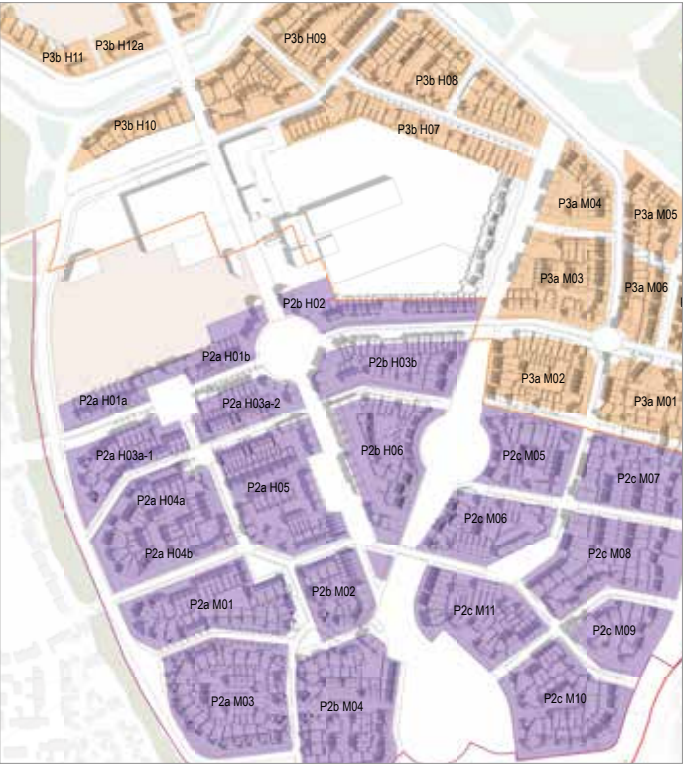 P3b H09
P3b H12a
P3b H11
P3b H08
P3b H10
P3b H07
P3a M04
P3a M05
P3a M03
P3a M06
P2b H02
P2a H01b
P2b H03b
P3a M02
P2a H01a
P2a H03a-2
P3a M01
P2a H03a-1
P2b H06
P2c M05
P2c M07
P2a H05
P2a H04a
P2c M06
P2a H04b
P2c M08
P2b M02
P2a M01
P2c M11
P2c M09
P2a M03
P2b M04
P2c M10